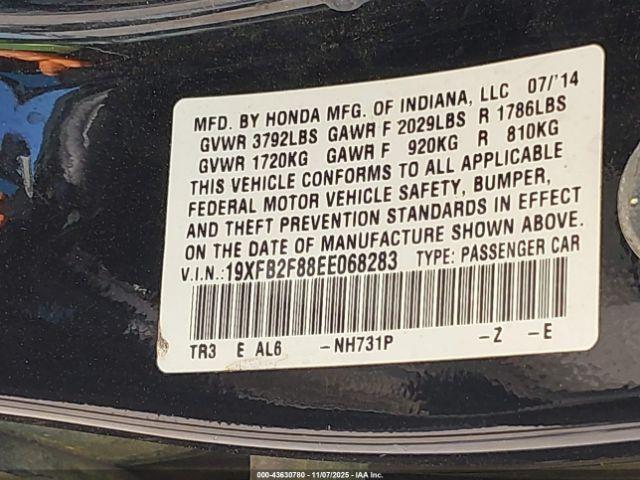 MFD. BY HONDA MFG. OF INDIANA, LLC 07/'14
GVWR 3792LBS GAWR F 2029LBS R 1786LBS
GVWR 1720KG GAWR F 920KG R 810KG
THIS VEHICLE CONFORMS TO ALL APPLICABLE
FEDERAL MOTOR VEHICLE SAFETY, BUMPER,
AND THEFT PREVENTION STANDARDS IN EFFECT
ON THE DATE OF MANUFACTURE SHOWN ABOVE.
V.I.N.:19XFB2F88EE068283 TYPE: PASSENGER CAR
TR3 E AL6 -NH731P -Z -E
000-43630780 - 11/07/2025 - IAA Inc.